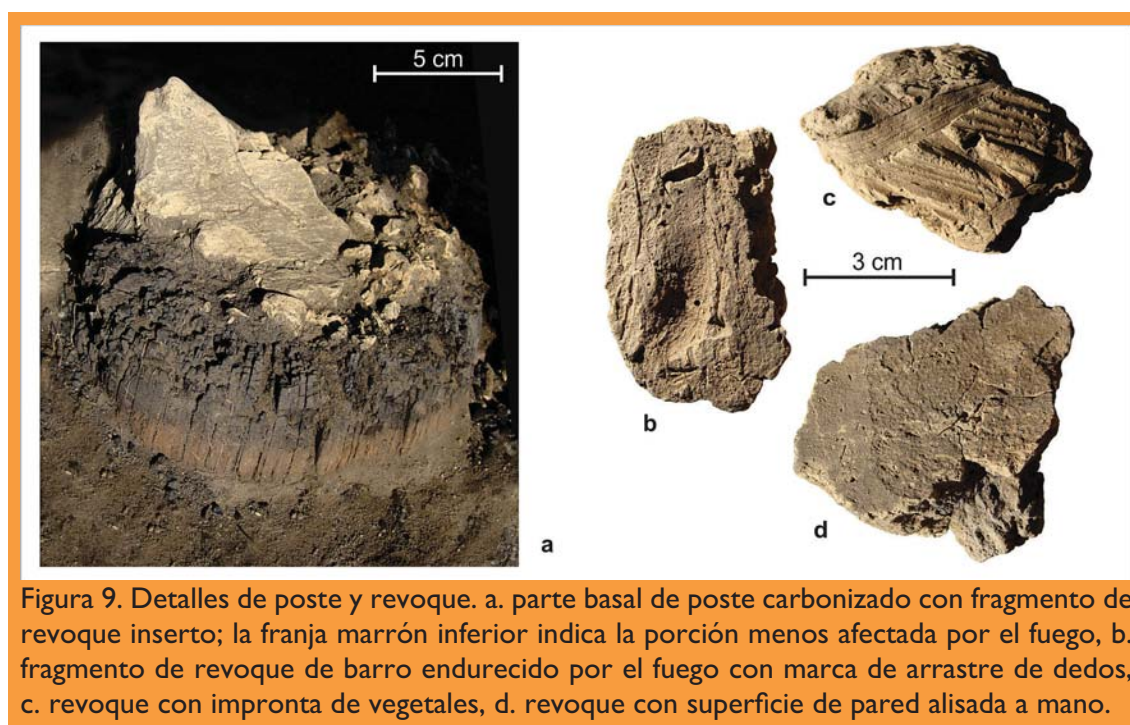 5 cm
c
3 cm
b
d
a
Figura 9. Detalles de poste y revoque. a. parte basal de poste carbonizado con fragmento de
revoque inserto; la franja marrón inferior indica la porción menos afectada por el fuego, b.
fragmento de revoque de barro endurecido por el fuego con marca de arrastre de dedos,
c. revoque con impronta de vegetales, d. revoque con superficie de pared alisada a mano.